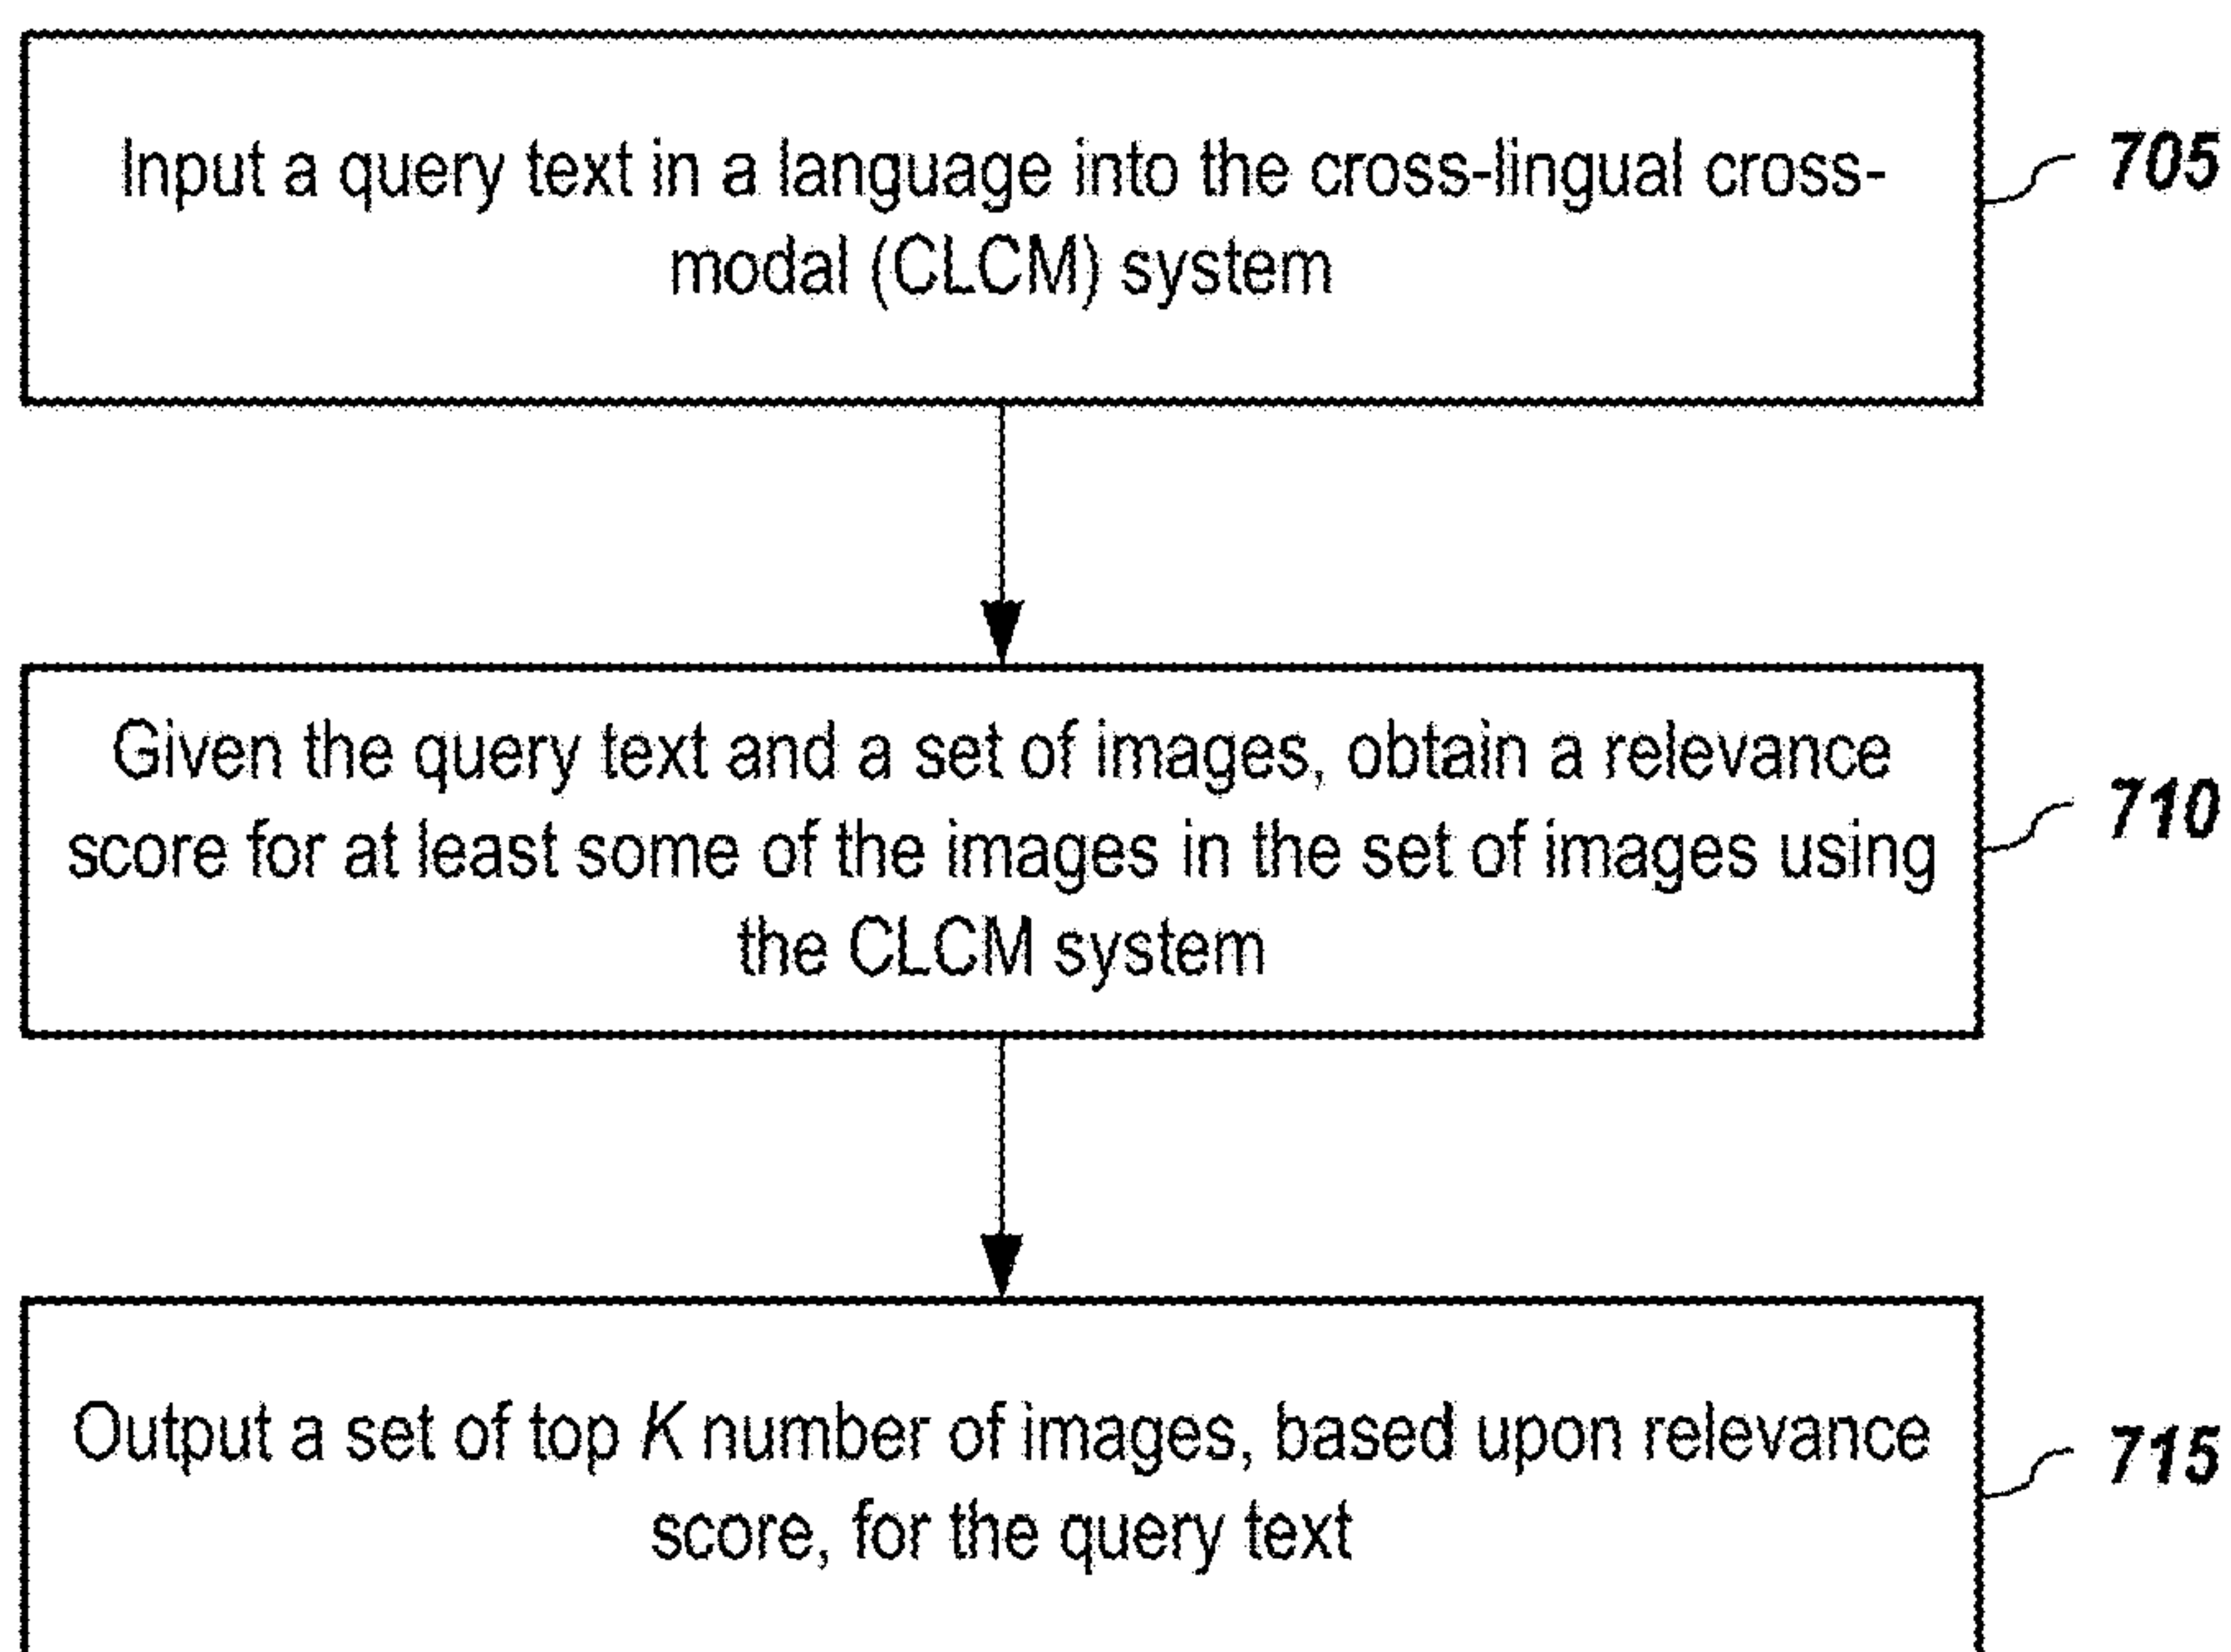 Input a query text in a language into the cross-lingual cross-
modal (CLCM) system
705
Given the query text and a set of images, obtain a relevance
score for at least some of the images in the set of images using
the CLCM system
710
Output a set of top K number of images, based upon relevance
score, for the query text
715